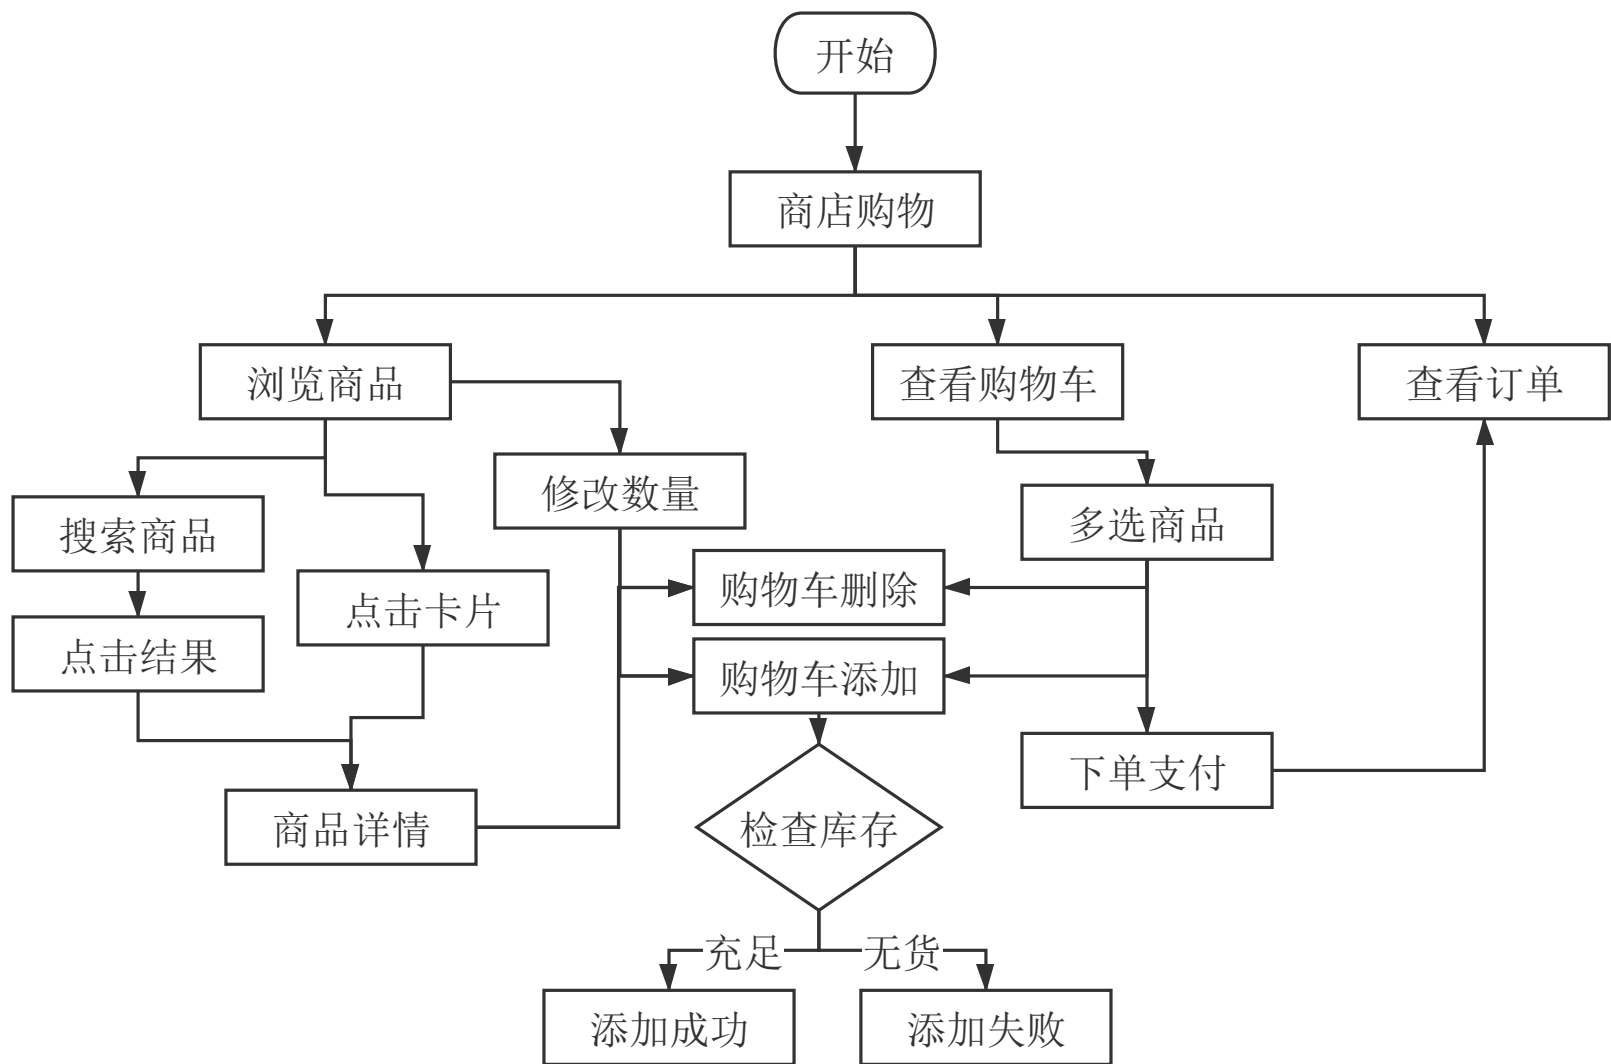 开始
商店购物
浏览商品
查看购物车
查看订单
修改数量
多选商品
搜索商品
购物车删除
点击卡片
点击结果
购物车添加
下单支付
商品详情
检查库存
充足
无货
添加成功
添加失败